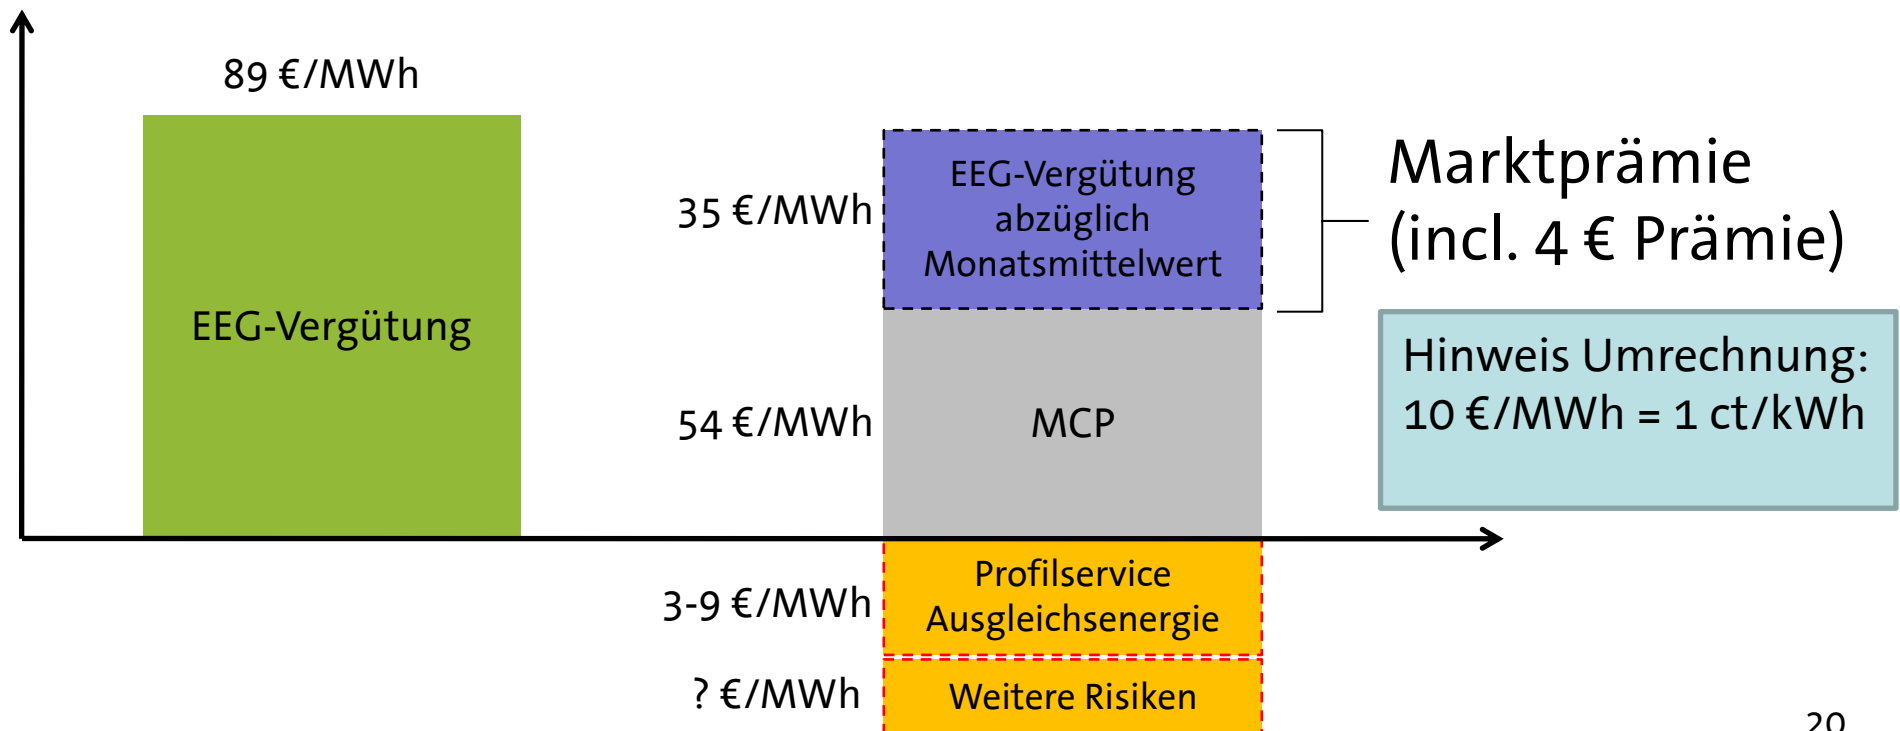 89 €/MWh
EEG-Vergütung
35 €/MWh
EEG-Vergütung
abzüglich
Monatsmittelwert
Marktprämie
(incl. 4 € Prämie)
54 €/MWh
MCP
Hinweis Umrechnung:
10 €/MWh = 1 ct/kWh
3-9 €/MWh
Profilservice
Ausgleichsenergie
? €/MWh
Weitere Risiken
20